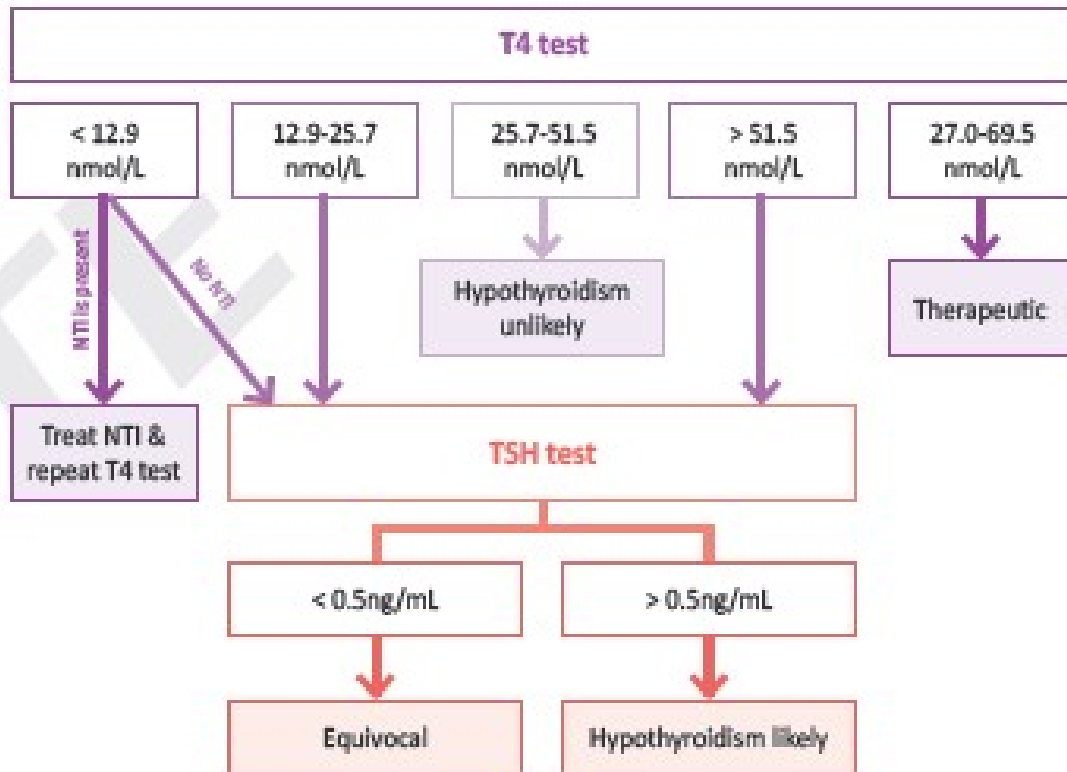 T4 test
< 12.9
nmol/L
12.9-25.7
nmol/L
25.7-51.5
nmol/L
> 51.5
nmol/L
27.0-69.5
nmol/L
NTI is present
No NTI
Hypothyroidism
unlikely
Therapeutic
Treat NTI &
repeat T4 test
TSH test
< 0.5ng/mL
> 0.5ng/mL
Equivocal
Hypothyroidism likely